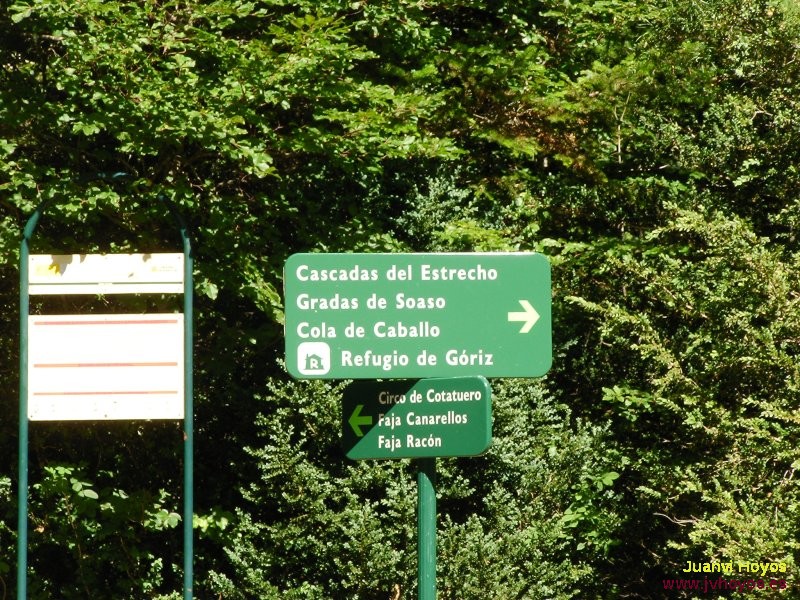 Cascadas del Estrecho
Gradas de Soaso
Cola de Caballo
R Refugio de Góriz
Circo de Cotatuero
Faja Canarellos
Faja Racón
Juanvi Hoyos
www.jvhoyos.es